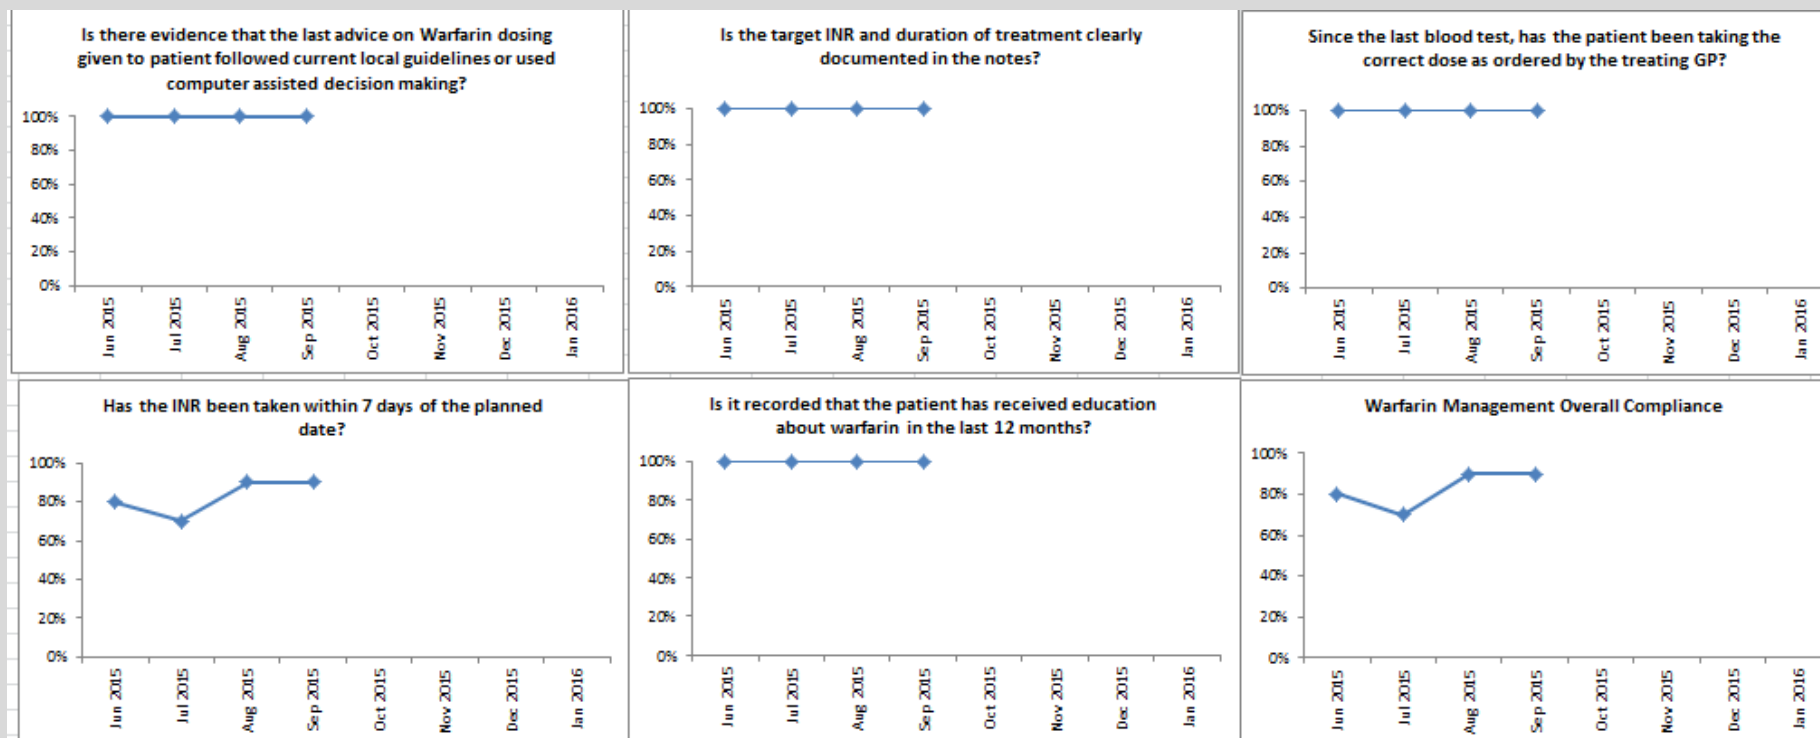 Is there evidence that the last advice on Warfarin dosing
given to patient followed current local guidelines or used
computer assisted decision making?
100%
80%
60%
40%
20%
0%
Jun 2015
Jul 2015
Aug 2015
Sep 2015
Oct 2015
Nov 2015
Dec 2015
Jan 2016
Is the target INR and duration of treatment clearly
documented in the notes?
100%
80%
60%
40%
20%
0%
Jun 2015
Jul 2015
Aug 2015
Sep 2015
Oct 2015
Nov 2015
Dec 2015
Jan 2016
Since the last blood test, has the patient been taking the
correct dose as ordered by the treating GP?
100%
80%
60%
40%
20%
0%
Jun 2015
Jul 2015
Aug 2015
Sep 2015
Oct 2015
Nov 2015
Dec 2015
Jan 2016
Has the INR been taken within 7 days of the planned
date?
100%
80%
60%
40%
20%
0%
Jun 2015
Jul 2015
Aug 2015
Sep 2015
Oct 2015
Nov 2015
Dec 2015
Jan 2016
Is it recorded that the patient has received education
about warfarin in the last 12 months?
100%
80%
60%
40%
20%
0%
Jun 2015
Jul 2015
Aug 2015
Sep 2015
Oct 2015
Nov 2015
Dec 2015
Jan 2016
Warfarin Management Overall Compliance
100%
80%
60%
40%
20%
0%
Jun 2015
Jul 2015
Aug 2015
Sep 2015
Oct 2015
Nov 2015
Dec 2015
Jan 2016